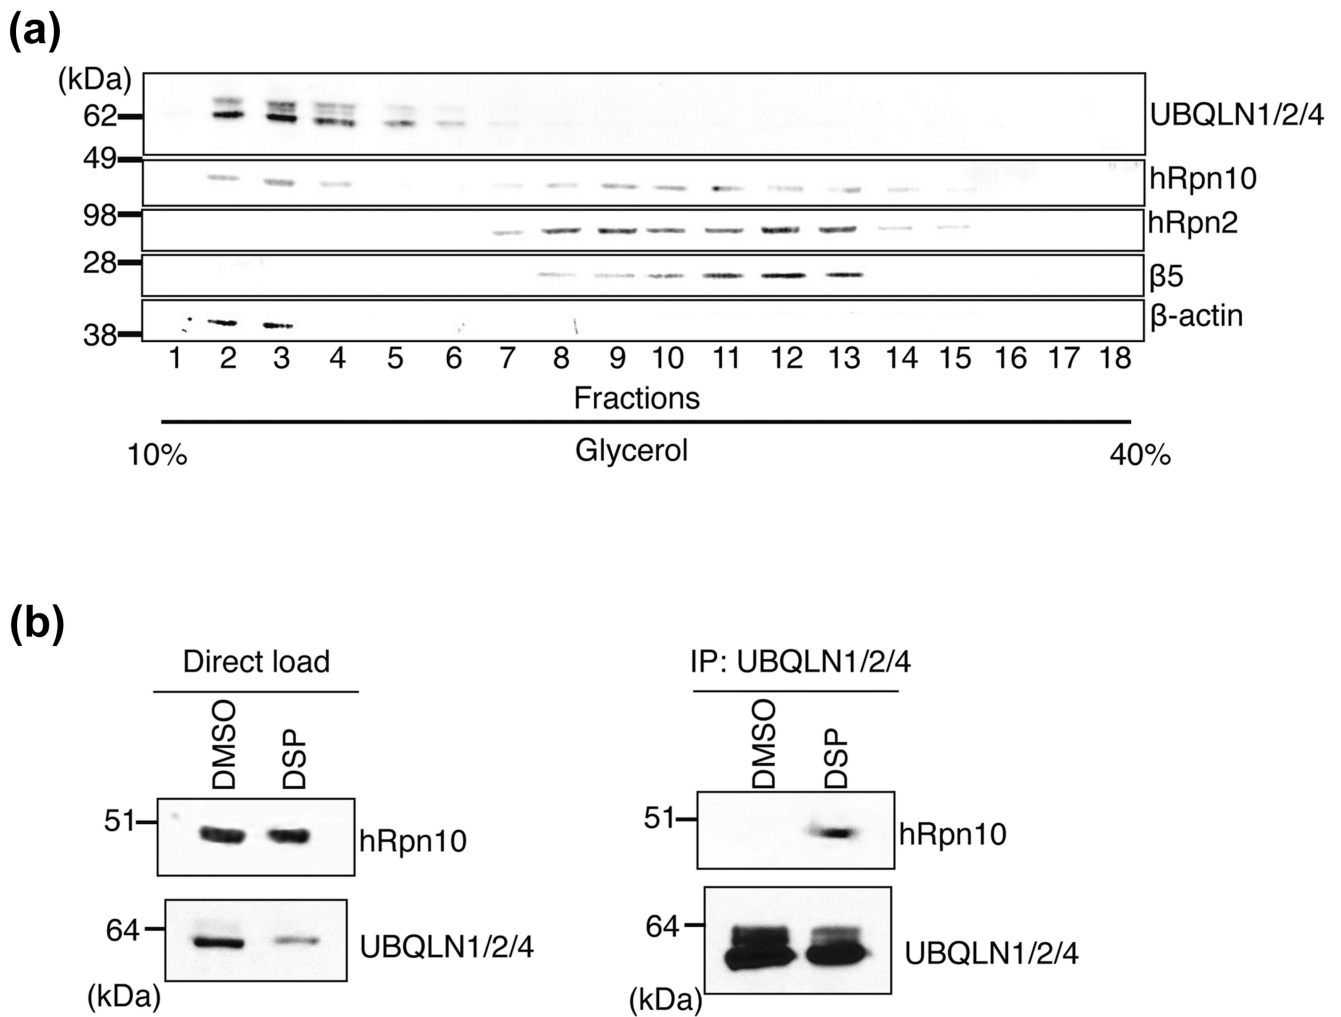 (a)
(kDa)
62
UBQLN1/2/4
49
hRpn10
98
hRpn2
28
β5
β-actin
38
1 2 3 4 5 6 7 8 9 10 11 12 13 14 15 16 17 18
Fractions
10% Glycerol 40%
(b)
Direct load
DMSO DSP
51 hRpn10
64 UBQLN1/2/4
(kDa)
IP: UBQLN1/2/4
DMSO DSP
51 hRpn10
64 UBQLN1/2/4
(kDa)